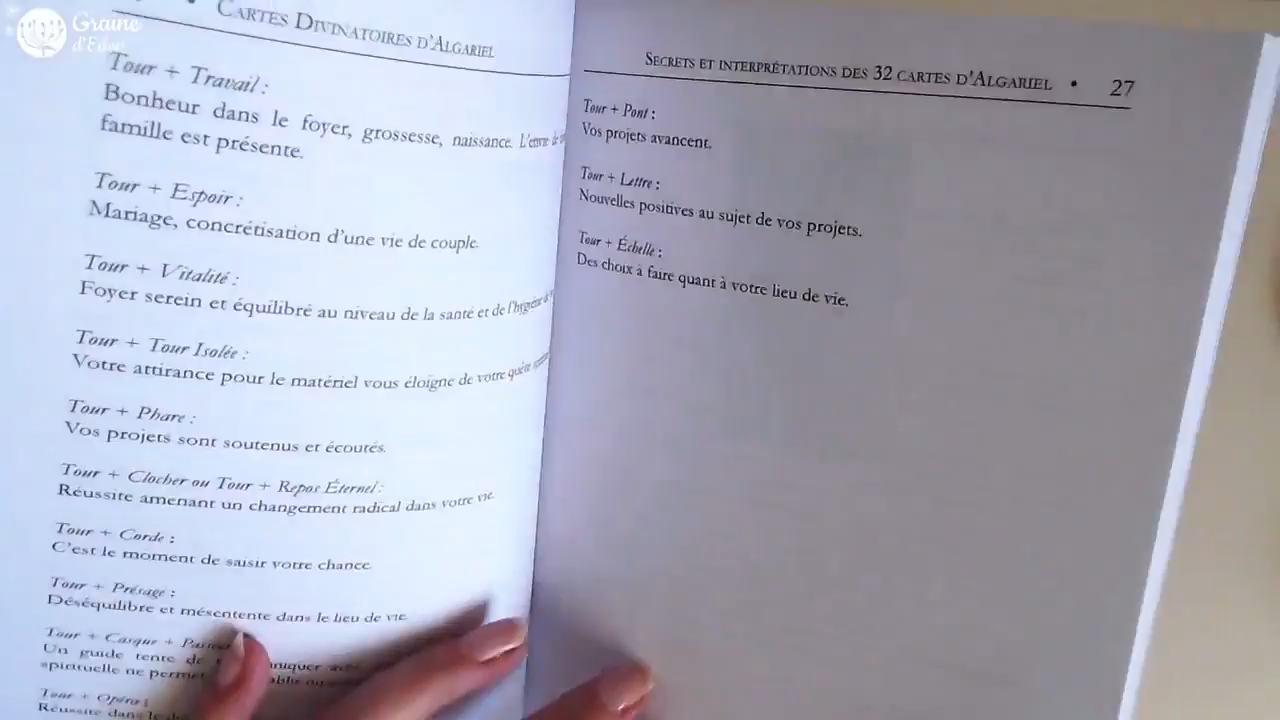 Graine
d'Eden
Cartes Divinatoires d'Algariel
Tour + Travail :
Bonheur dans le foyer, grossesse, naissance. L'envie de
famille est présente.
Tour + Espoir :
Mariage, concrétisation d'une vie de couple.
Tour + Vitalité :
Foyer serein et équilibré au niveau de la santé et de l'hygiène
Tour + Tour Isolée :
Votre attirance pour le matériel vous éloigne de votre quête
Tour + Phare :
Vos projets sont soutenus et écoutés.
Tour + Clocher ou Tour + Repos Éternel :
Réussite amenant un changement radical dans votre vie.
Tour + Corde :
C'est le moment de saisir votre chance.
Tour + Présage :
Déséquilibre et mésentente dans le lieu de vie.
Tour + Casque +
Un guide tente de
spirituelle ne permet
Tour + Opéra :
Réussite dans le
Secrets et interprétations des 32 cartes d'Algariel • 27
Tour + Pont :
Vos projets avancent.
Tour + Lettre :
Nouvelles positives au sujet de vos projets.
Tour + Échelle :
Des choix à faire quant à votre lieu de vie.